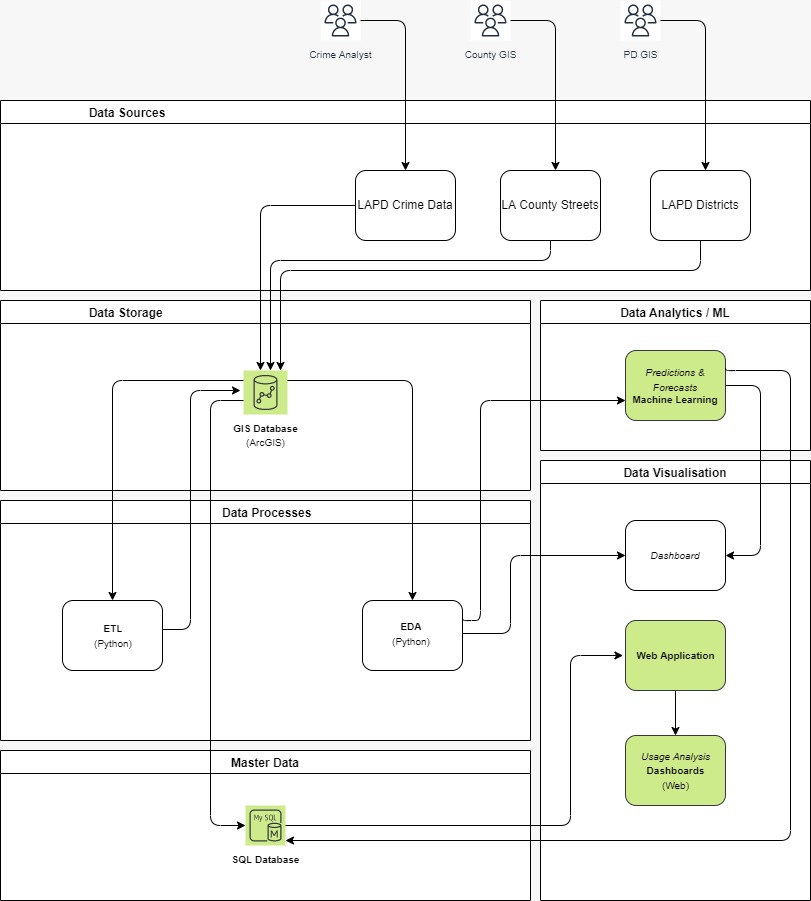 Crime Analyst
County GIS
PD GIS
Data Sources
LAPD Crime Data
LA County Streets
LAPD Districts
Data Storage
GIS Database
(ArcGIS)
Data Analytics / ML
Predictions &
Forecasts
Machine Learning
Data Processes
ETL
(Python)
EDA
(Python)
Data Visualisation
Dashboard
Web Application
Usage Analysis
Dashboards
(Web)
Master Data
My SQL
M
SQL Database